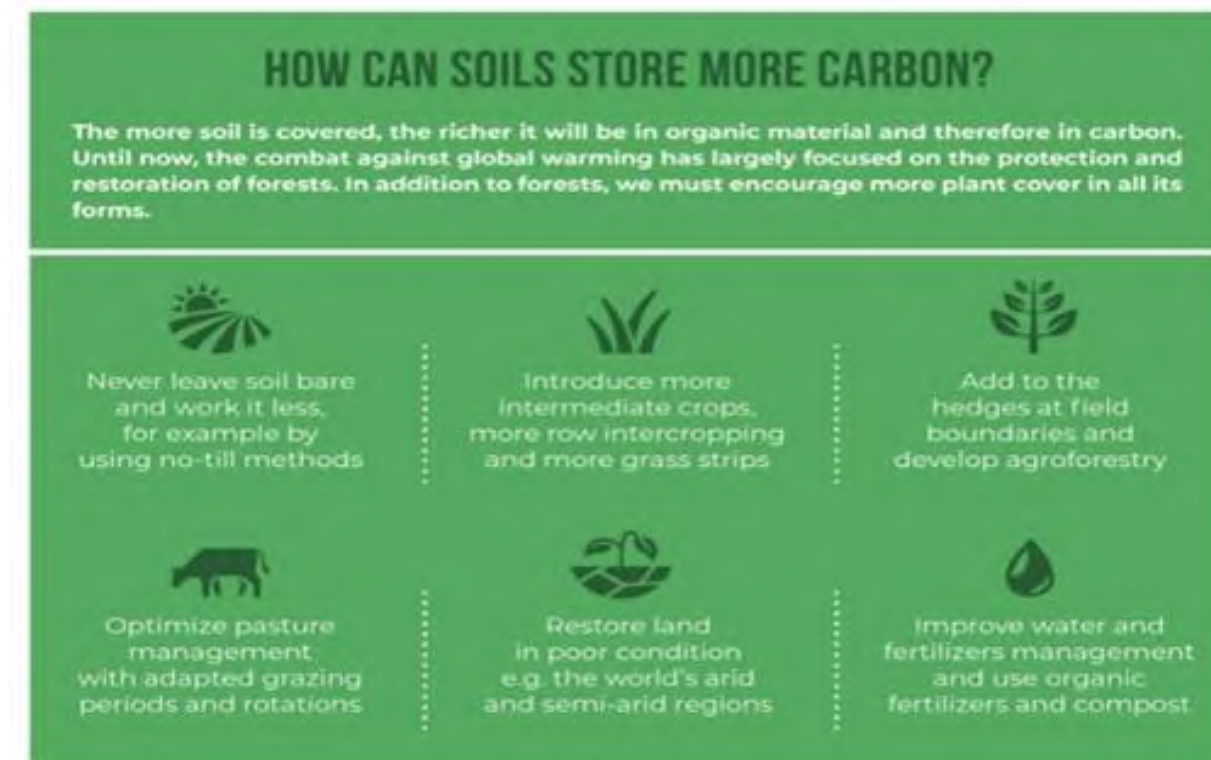 HOW CAN SOILS STORE MORE CARBON?
The more soil is covered, the richer it will be in organic material and therefore in carbon.
Until now, the combat against global warming has largely focused on the protection and
restoration of forests. In addition to forests, we must encourage more plant cover in all its
forms.
Never leave soil bare
and work it less,
for example by
using no-till methods
Introduce more
intermediate crops,
more row intercropping
and more grass strips
Add to the
hedges at field
boundaries and
develop agroforestry
Optimize pasture
management
with adapted grazing
periods and rotations
Restore land
in poor condition
e.g. the world's arid
and semi-arid regions
Improve water and
fertilizers management
and use organic
fertilizers and compost